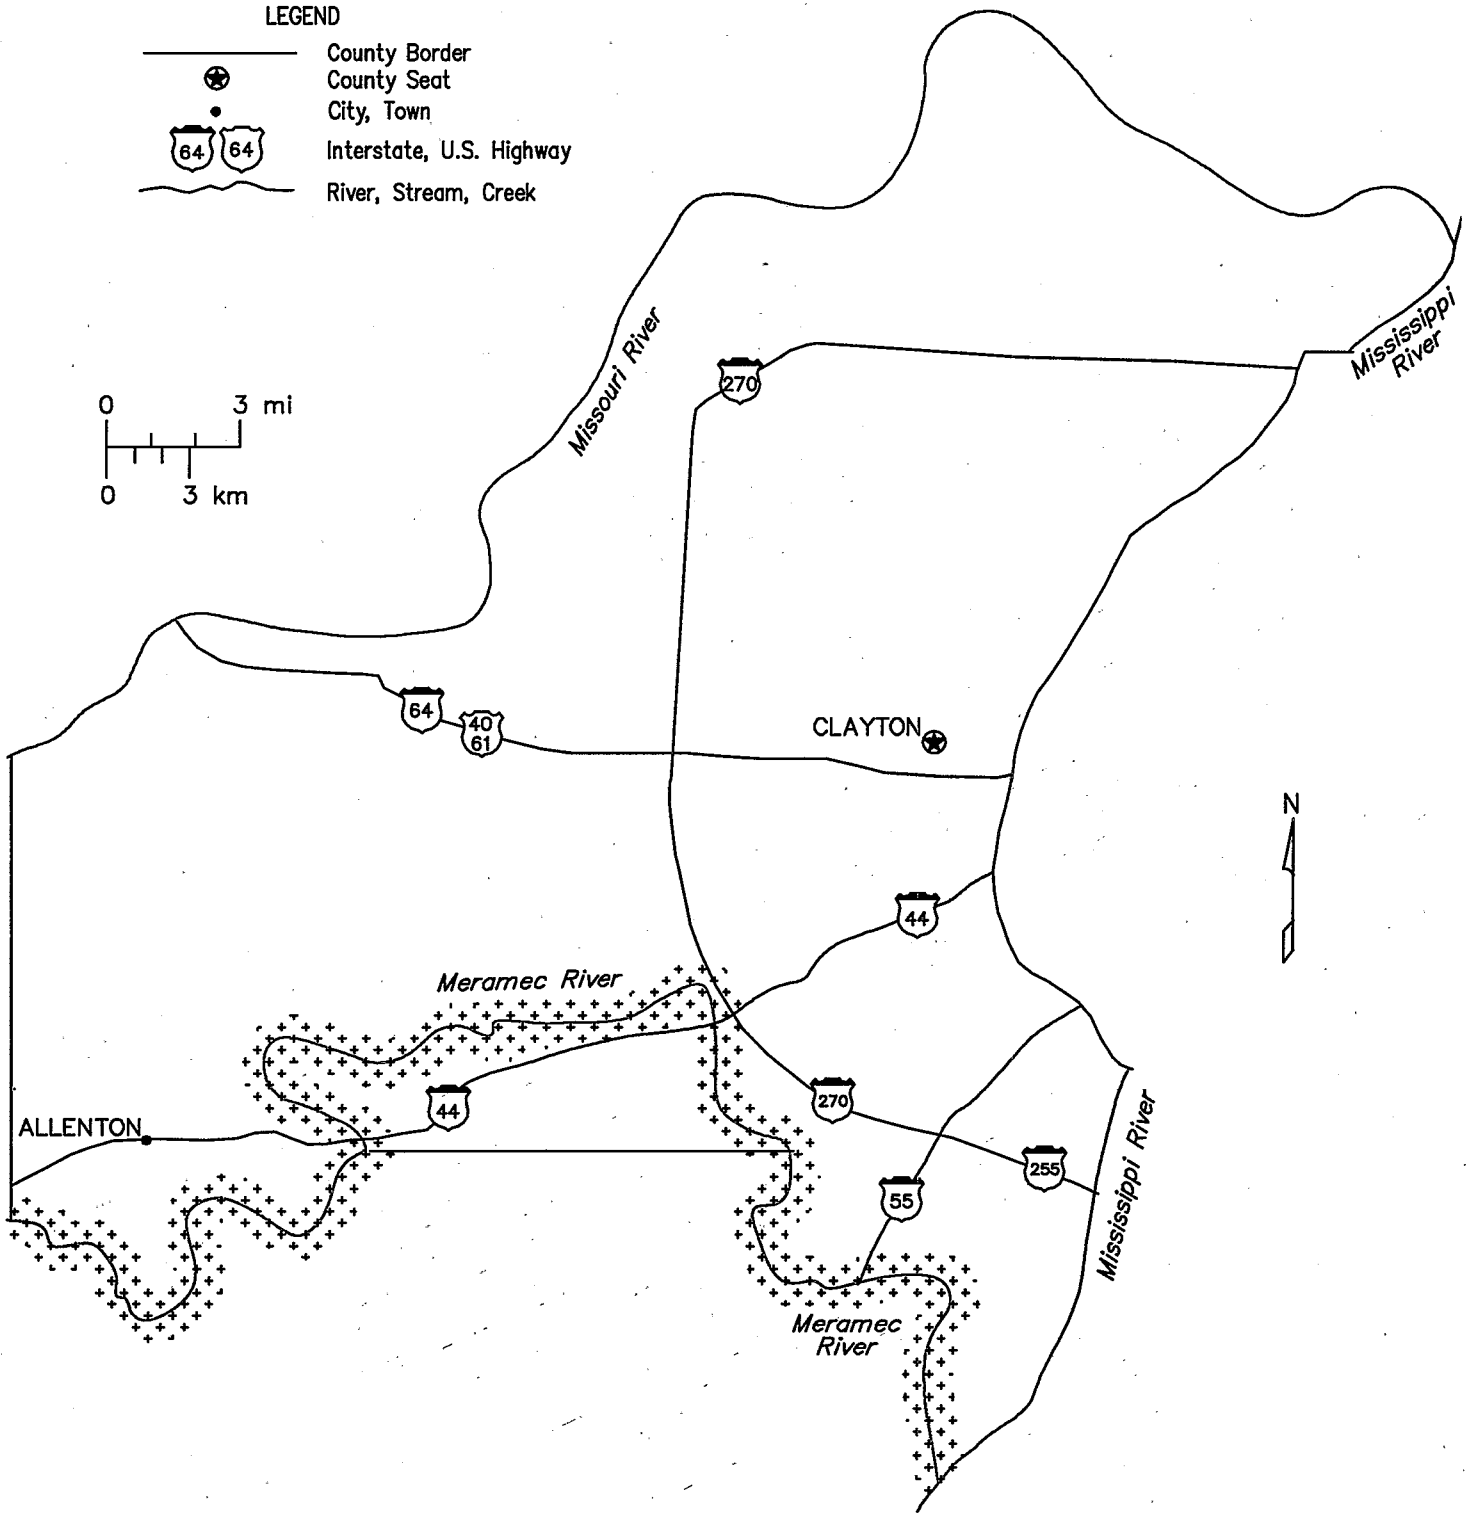 LEGEND
County Border
County Seat
City, Town
64 64 Interstate, U.S. Highway
River, Stream, Creek
Missouri River
Mississippi
River
270
0 3 mi
0 3 km
64
40
61
CLAYTON
N
44
Meramec River
44
270
ALLENTON
255
55
Mississippi River
Meramec
River